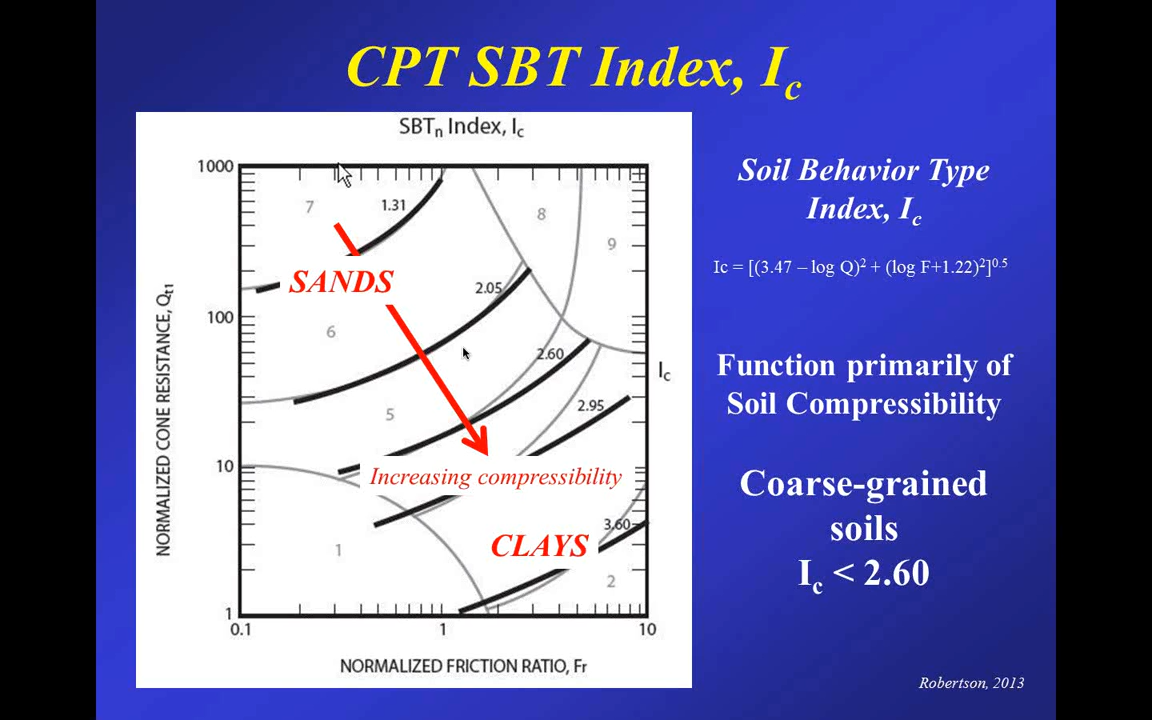 CPT SBT Index, Ic
SBTn Index, Ic
1000
100
10
1
0.1
1
10
NORMALIZED CONE RESISTANCE, Qt1
NORMALIZED FRICTION RATIO, Fr
7
1.31
8
9
SANDS
2.05
6
2.60
Ic
5
2.95
Increasing compressibility
3.60
CLAYS
1
2
Soil Behavior Type
Index, Ic
Ic = [(3.47 – log Q)2 + (log F+1.22)2]0.5
Function primarily of
Soil Compressibility
Coarse-grained
soils
Ic < 2.60
Robertson, 2013